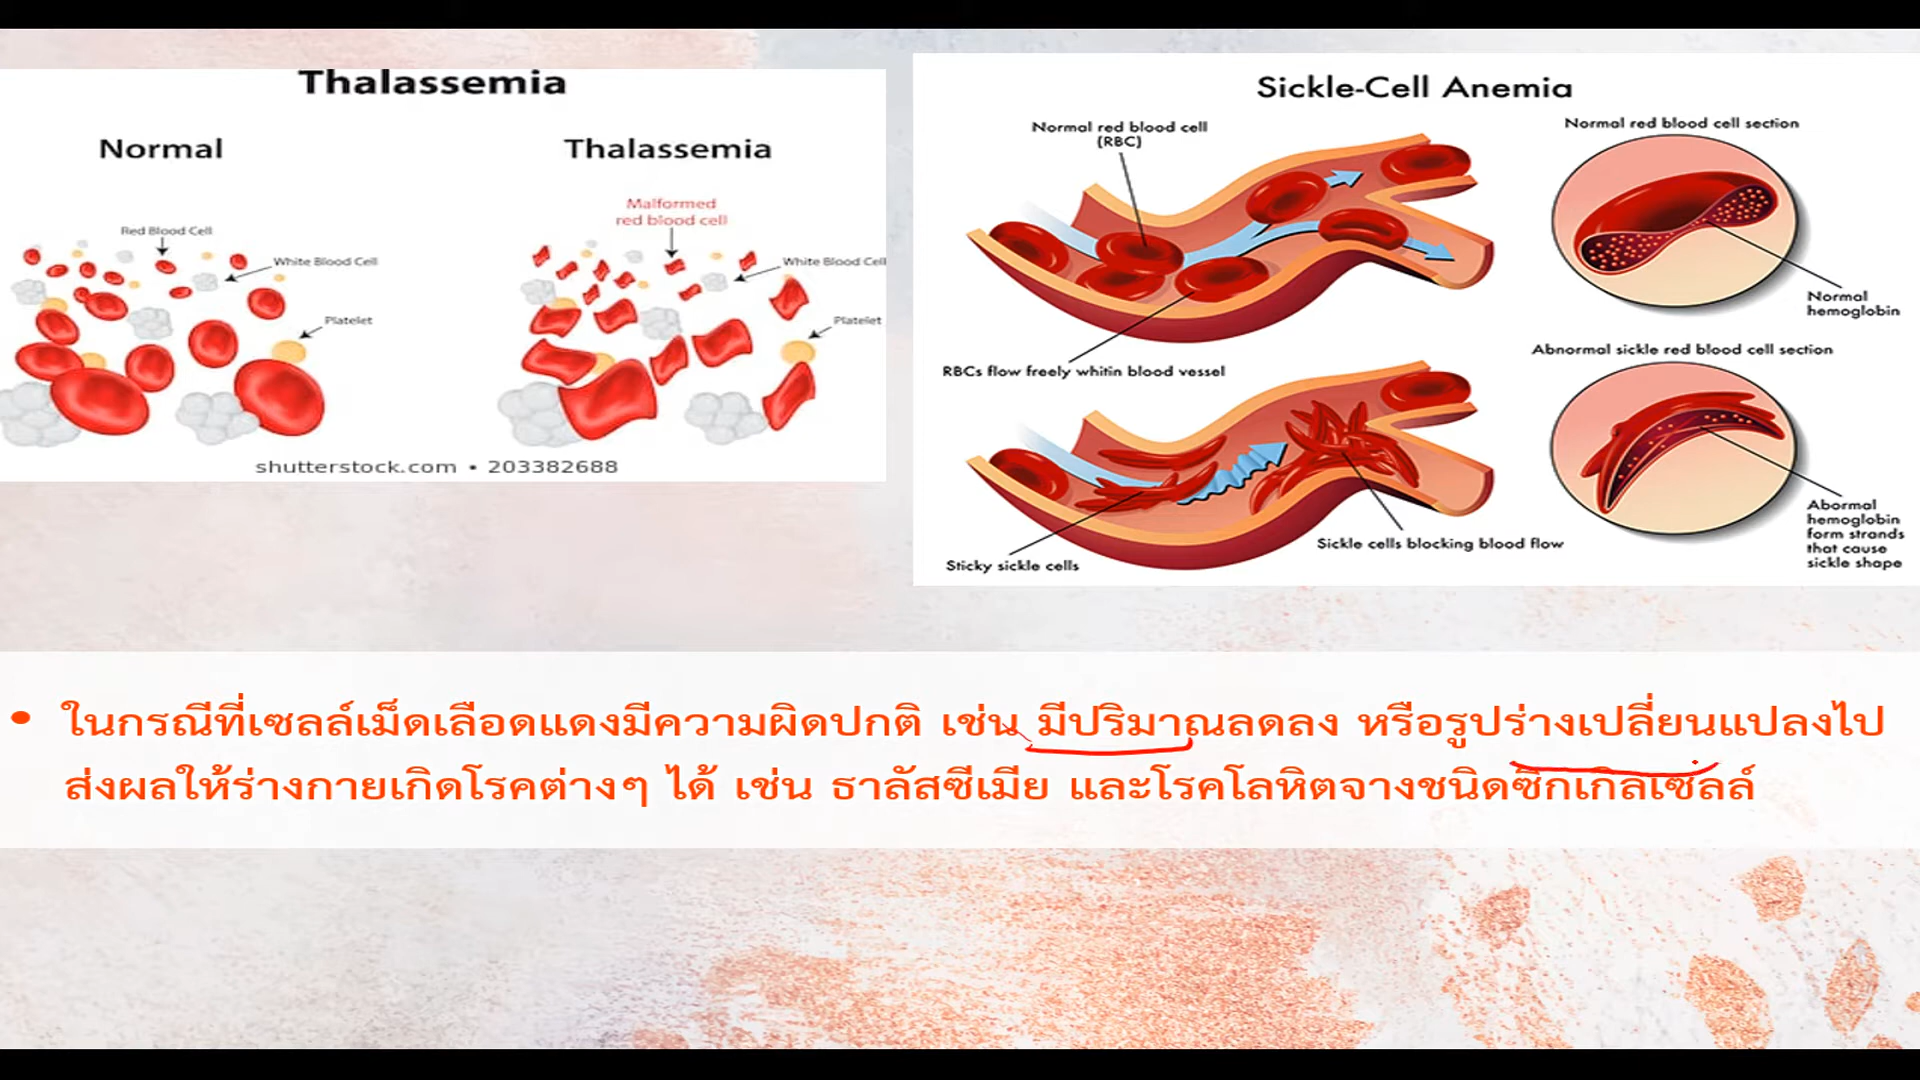 Thalassemia
Normal
Thalassemia
Malformed
red blood cell
Red Blood Cell
White Blood Cell
White Blood Cell
Platelet
Platelet
shutterstock.com • 203382688
Sickle-Cell Anemia
Normal red blood cell
(RBC)
Normal red blood cell section
Normal
hemoglobin
RBCs flow freely whitin blood vessel
Abnormal sickle red blood cell section
Abormal
hemoglobin
form strands
that cause
sickle shape
Sickle cells blocking blood flow
Sticky sickle cells
• ในกรณีที่เซลล์เม็ดเลือดแดงมีความผิดปกติ เช่น มีปริมาณลดลง หรือรูปร่างเปลี่ยนแปลงไป
ส่งผลให้ร่างกายเกิดโรคต่างๆ ได้ เช่น ธาลัสซีเมีย และโรคโลหิตจางชนิดซิกเกิลเซลล์